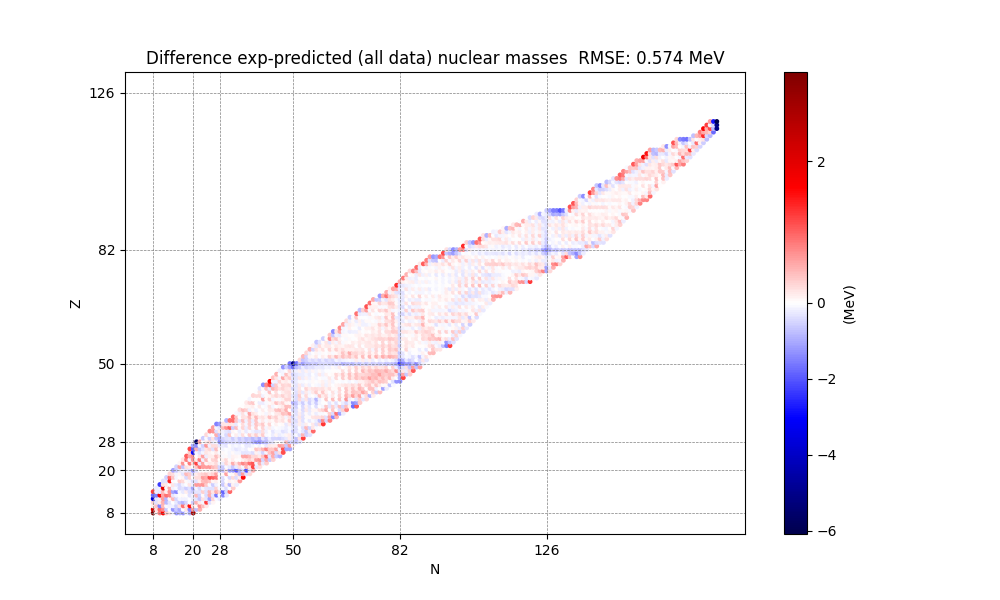 Difference exp-predicted (all data) nuclear masses  RMSE: 0.574 MeV
126
82
50
28
20
8
Z
8 20 28 50 82 126
N
2
0
−2
−4
−6
(MeV)